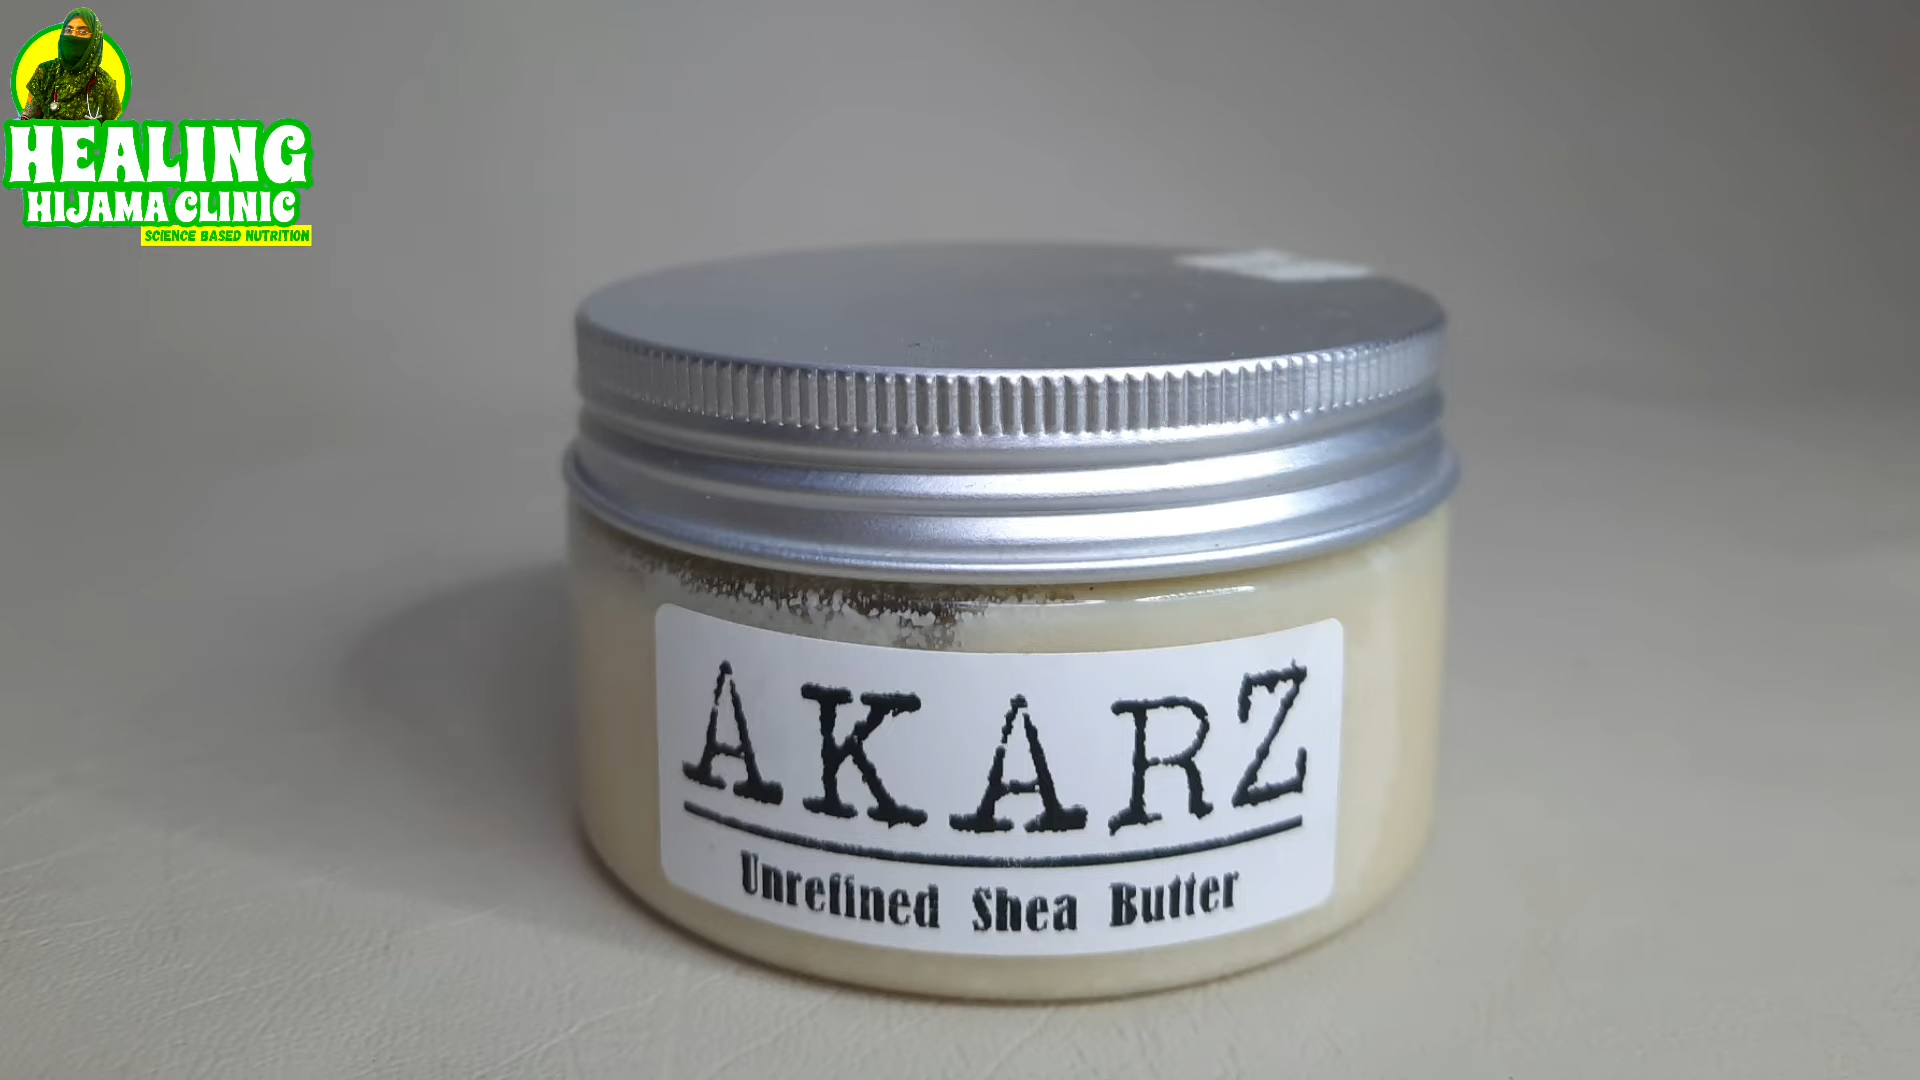 HEALING
HIJAMA CLINIC
SCIENCE BASED NUTRITION
AKARZ
Unrefined Shea Butter